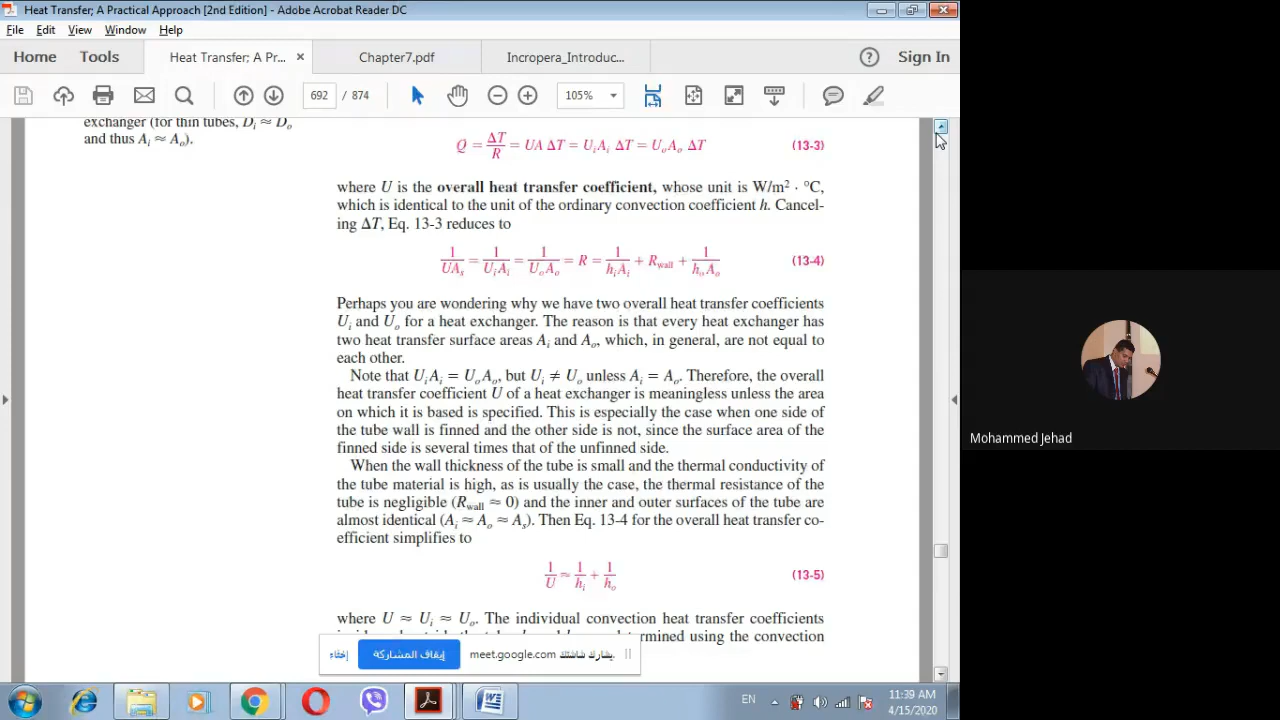 Heat Transfer; A Practical Approach [2nd Edition] - Adobe Acrobat Reader DC
File Edit View Window Help
Home Tools Heat Transfer; A Pr... × Chapter7.pdf Incropera_Introduc... Sign In
692 / 874 105%
exchanger (for thin tubes, Di ≈ Do
and thus Ai ≈ Ao).
Q̇ = ΔT/R = UA ΔT = UiAi ΔT = UoAo ΔT (13-3)
where U is the overall heat transfer coefficient, whose unit is W/m² · °C,
which is identical to the unit of the ordinary convection coefficient h. Cancel-
ing ΔT, Eq. 13-3 reduces to
1/UAs = 1/UiAi = 1/UoAo = R = 1/hiAi + Rwall + 1/hoAo (13-4)
Perhaps you are wondering why we have two overall heat transfer coefficients
Ui and Uo for a heat exchanger. The reason is that every heat exchanger has
two heat transfer surface areas Ai and Ao, which, in general, are not equal to
each other.
Note that UiAi = UoAo, but Ui ≠ Uo unless Ai = Ao. Therefore, the overall
heat transfer coefficient U of a heat exchanger is meaningless unless the area
on which it is based is specified. This is especially the case when one side of
the tube wall is finned and the other side is not, since the surface area of the
finned side is several times that of the unfinned side.
When the wall thickness of the tube is small and the thermal conductivity of
the tube material is high, as is usually the case, the thermal resistance of the
tube is negligible (Rwall ≈ 0) and the inner and outer surfaces of the tube are
almost identical (Ai ≈ Ao ≈ As). Then Eq. 13-4 for the overall heat transfer co-
efficient simplifies to
1/U ≈ 1/hi + 1/ho (13-5)
where U ≈ Ui ≈ Uo. The individual convection heat transfer coefficients
termined using the convection
يشارك شاشتك meet.google.com إيقاف المشاركة إخفاء
Mohammed Jehad
EN 11:39 AM
4/15/2020